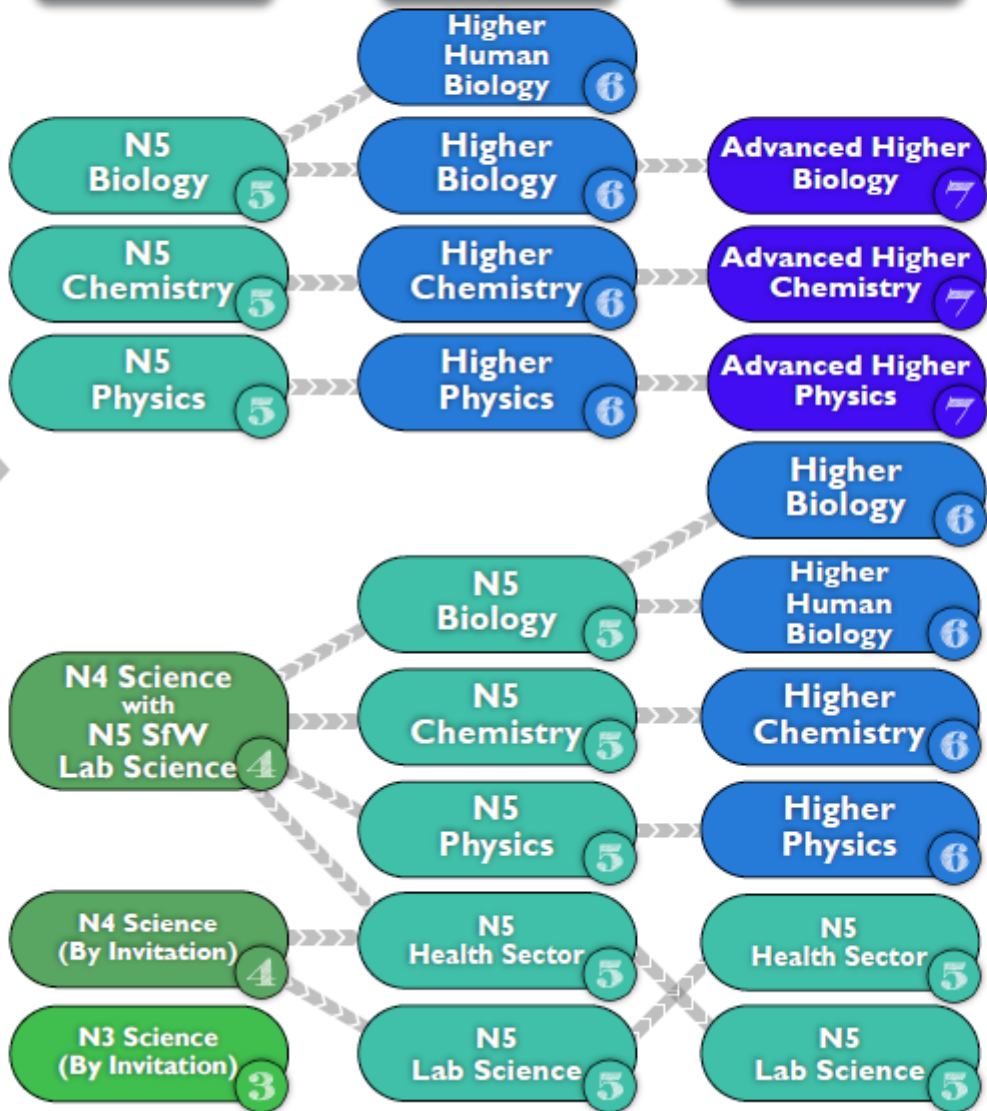 Higher
Human
Biology
6
N5
Biology
5
Higher
Biology
6
Advanced Higher
Biology
7
N5
Chemistry
5
Higher
Chemistry
6
Advanced Higher
Chemistry
7
N5
Physics
5
Higher
Physics
6
Advanced Higher
Physics
7
Higher
Biology
6
N5
Biology
5
Higher
Human
Biology
6
N4 Science
with
N5 SfW
Lab Science
4
N5
Chemistry
5
Higher
Chemistry
6
N5
Physics
5
Higher
Physics
6
N4 Science
(By Invitation)
4
N5
Health Sector
5
N5
Health Sector
5
N3 Science
(By Invitation)
3
N5
Lab Science
5
N5
Lab Science
5